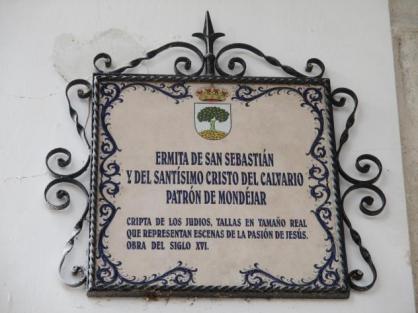 ERMITA DE SAN SEBASTIÁN
Y DEL SANTÍSIMO CRISTO DEL CALVARIO
PATRÓN DE MONDÉJAR
CRIPTA DE LOS JUDIOS, TALLAS EN TAMAÑO REAL
QUE REPRESENTAN ESCENAS DE LA PASIÓN DE JESÚS.
OBRA DEL SIGLO XVI.